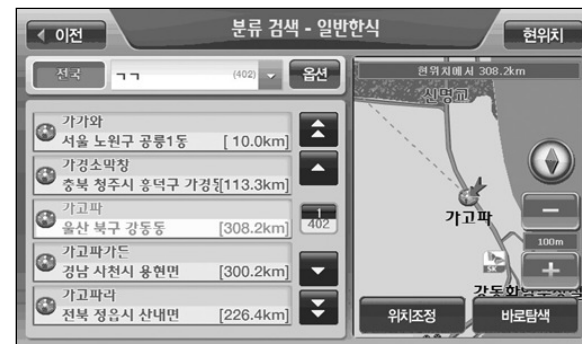 이전
분류 검색 - 일반한식
현위치
전국
ㄱㄱ
(402)
옵션
현위치에서 308.2km
신명교
가가와
서울 노원구 공릉1동 [ 10.0km]
가경소막창
충북 청주시 흥덕구 가경동[113.3km]
가고파
울산 북구 강동동 [308.2km]
1
402
가고파가든
경남 사천시 용현면 [300.2km]
가고파라
전북 정읍시 산내면 [226.4km]
가고파
100m
SK
위치조정
바로탐색